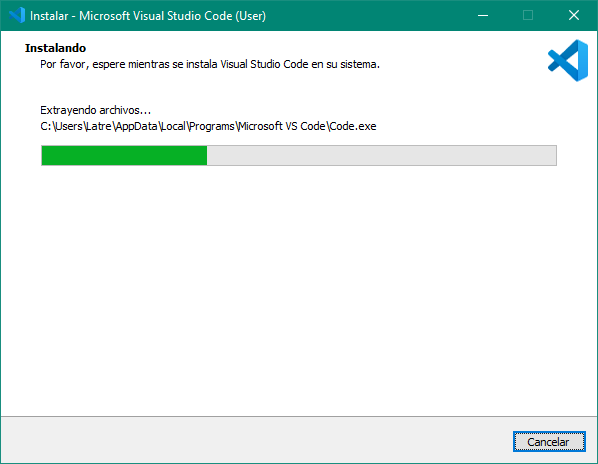 Instalar - Microsoft Visual Studio Code (User)
Instalando
Por favor, espere mientras se instala Visual Studio Code en su sistema.
Extrayendo archivos...
C:\Users\Latre\AppData\Local\Programs\Microsoft VS Code\Code.exe
Cancelar